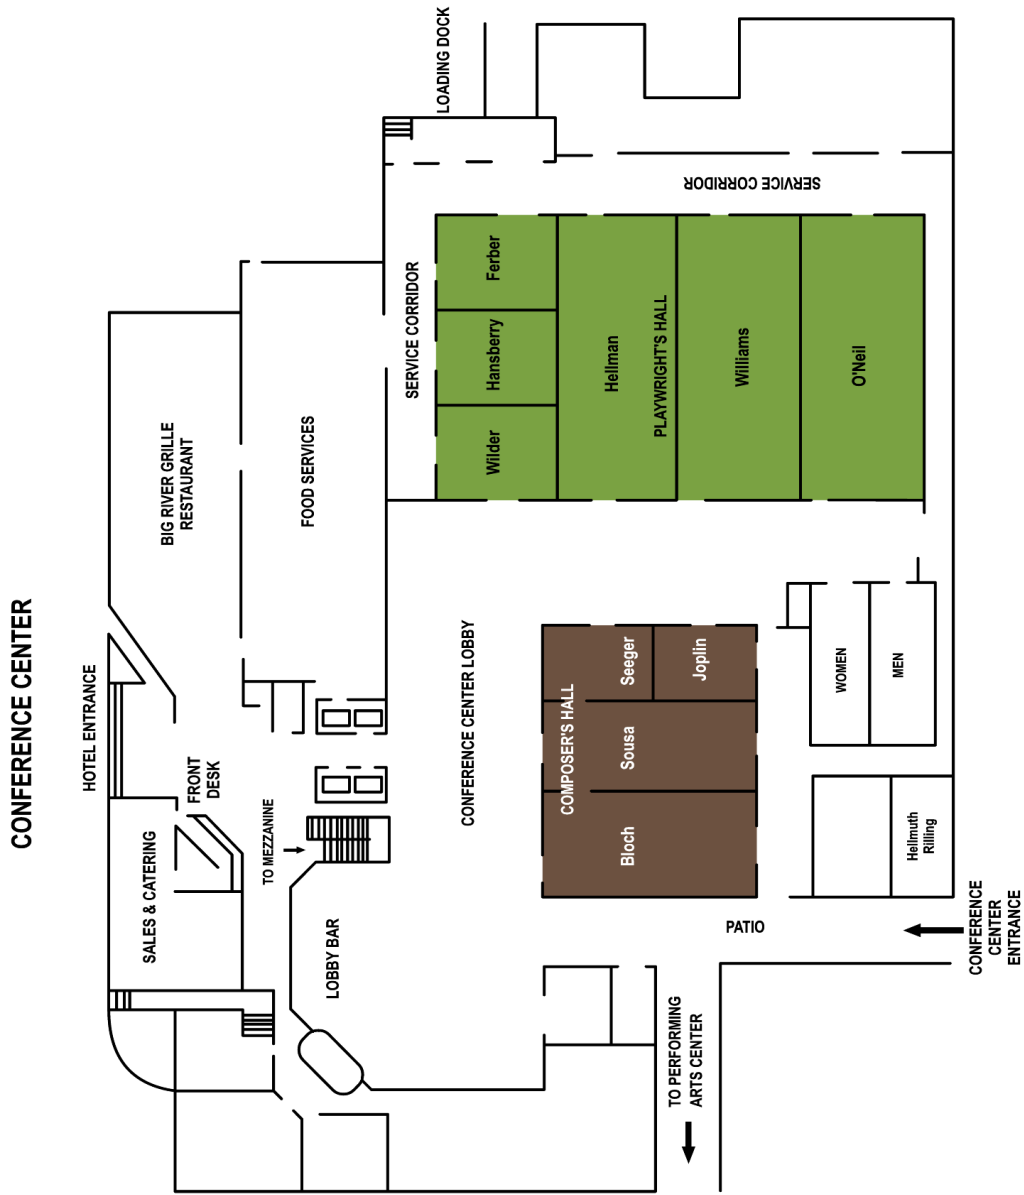 CONFERENCE CENTER
HOTEL ENTRANCE
BIG RIVER GRILLE
RESTAURANT
FRONT
DESK
SALES & CATERING
FOOD SERVICES
TO MEZZANINE
LOBBY BAR
LOADING DOCK
SERVICE CORRIDOR
SERVICE CORRIDOR
CONFERENCE CENTER LOBBY
Ferber
Hansberry
Wilder
Hellman
PLAYWRIGHT'S HALL
Williams
O'Neil
COMPOSER'S HALL
Seeger
Joplin
Sousa
Bloch
WOMEN
MEN
Hellmuth
Rilling
PATIO
TO PERFORMING
ARTS CENTER
CONFERENCE
CENTER
ENTRANCE